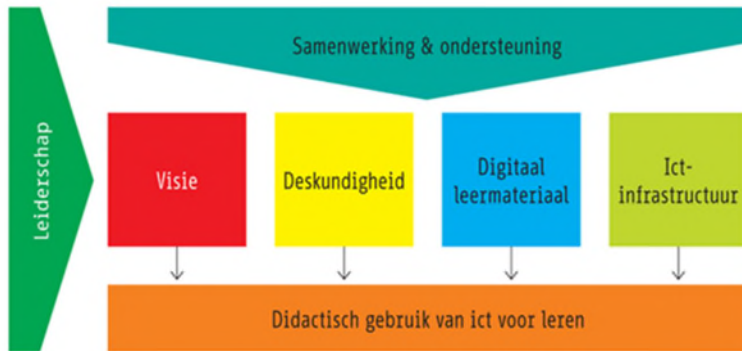 Samenwerking & ondersteuning
Leiderschap
Visie
Deskundigheid
Digitaal
leermateriaal
Ict-
infrastructuur
Didactisch gebruik van ict voor leren